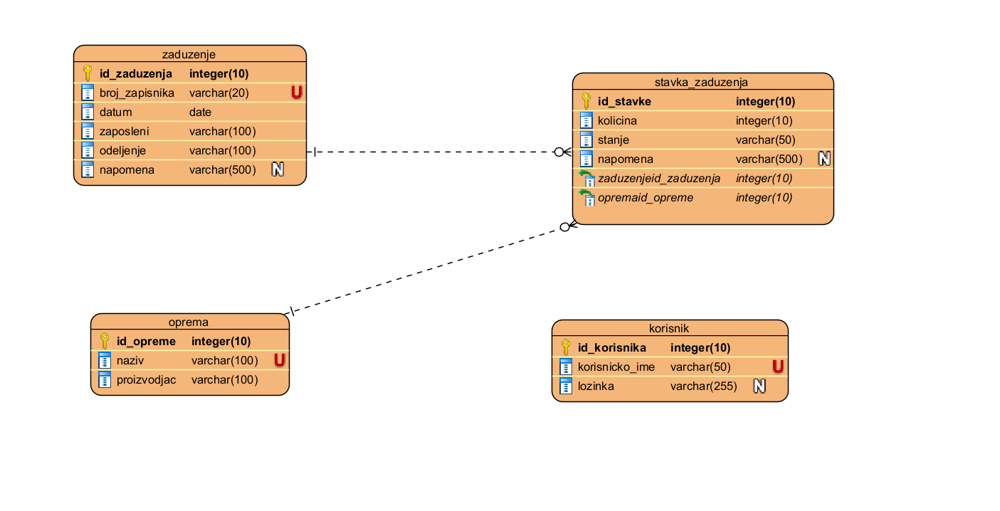 zaduzenje
id_zaduzenja integer(10)
broj_zapisnika varchar(20) U
datum date
zaposleni varchar(100)
odeljenje varchar(100)
napomena varchar(500) N
stavka_zaduzenja
id_stavke integer(10)
kolicina integer(10)
stanje varchar(50)
napomena varchar(500) N
zaduzenjeid_zaduzenja integer(10)
opremaid_opreme integer(10)
oprema
id_opreme integer(10)
naziv varchar(100) U
proizvodjac varchar(100)
korisnik
id_korisnika integer(10)
korisnicko_ime varchar(50) U
lozinka varchar(255) N